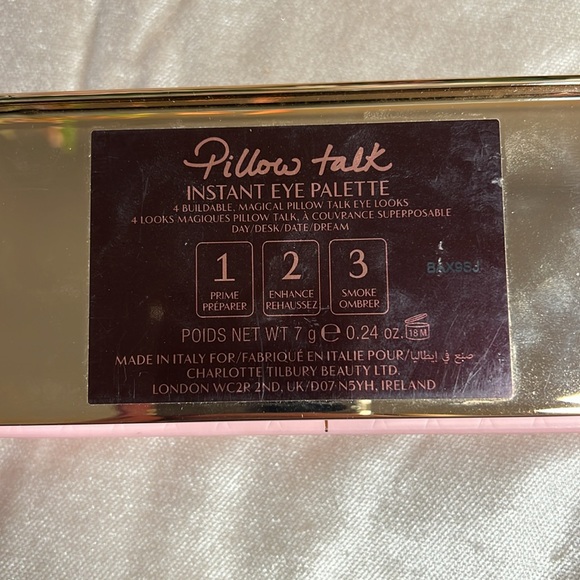 Pillow talk
INSTANT EYE PALETTE
4 BUILDABLE, MAGICAL PILLOW TALK EYE LOOKS
4 LOOKS MAGIQUES PILLOW TALK, À COUVRANCE SUPERPOSABLE
DAY/DESK/DATE/DREAM
1 2 3
PRIME ENHANCE SMOKE
PRÉPARER REHAUSSEZ OMBRER
POIDS NET WT 7 g e 0.24 oz. 18 M
MADE IN ITALY FOR/FABRIQUÉ EN ITALIE POUR/صنع في إيطاليا
CHARLOTTE TILBURY BEAUTY LTD.
LONDON WC2R 2ND, UK/D07 N5YH, IRELAND